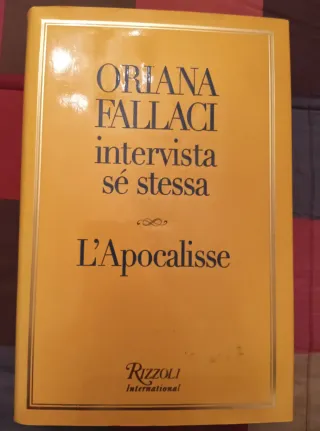 ORIANA
FALLACI
intervista
sé stessa
L'Apocalisse
RIZZOLI
International